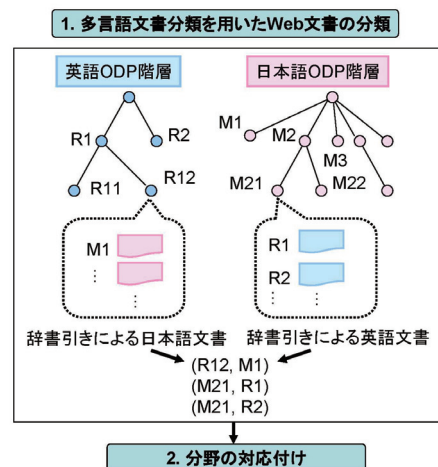 1. 多言語文書分類を用いたWeb文書の分類
英語ODP階層
日本語ODP階層
R1
R2
R11
R12
M1
M2
M3
M21
M22
M1
⋮
⋮
R1
R2
⋮
⋮
辞書引きによる日本語文書
辞書引きによる英語文書
(R12, M1)
(M21, R1)
(M21, R2)
2. 分野の対応付け